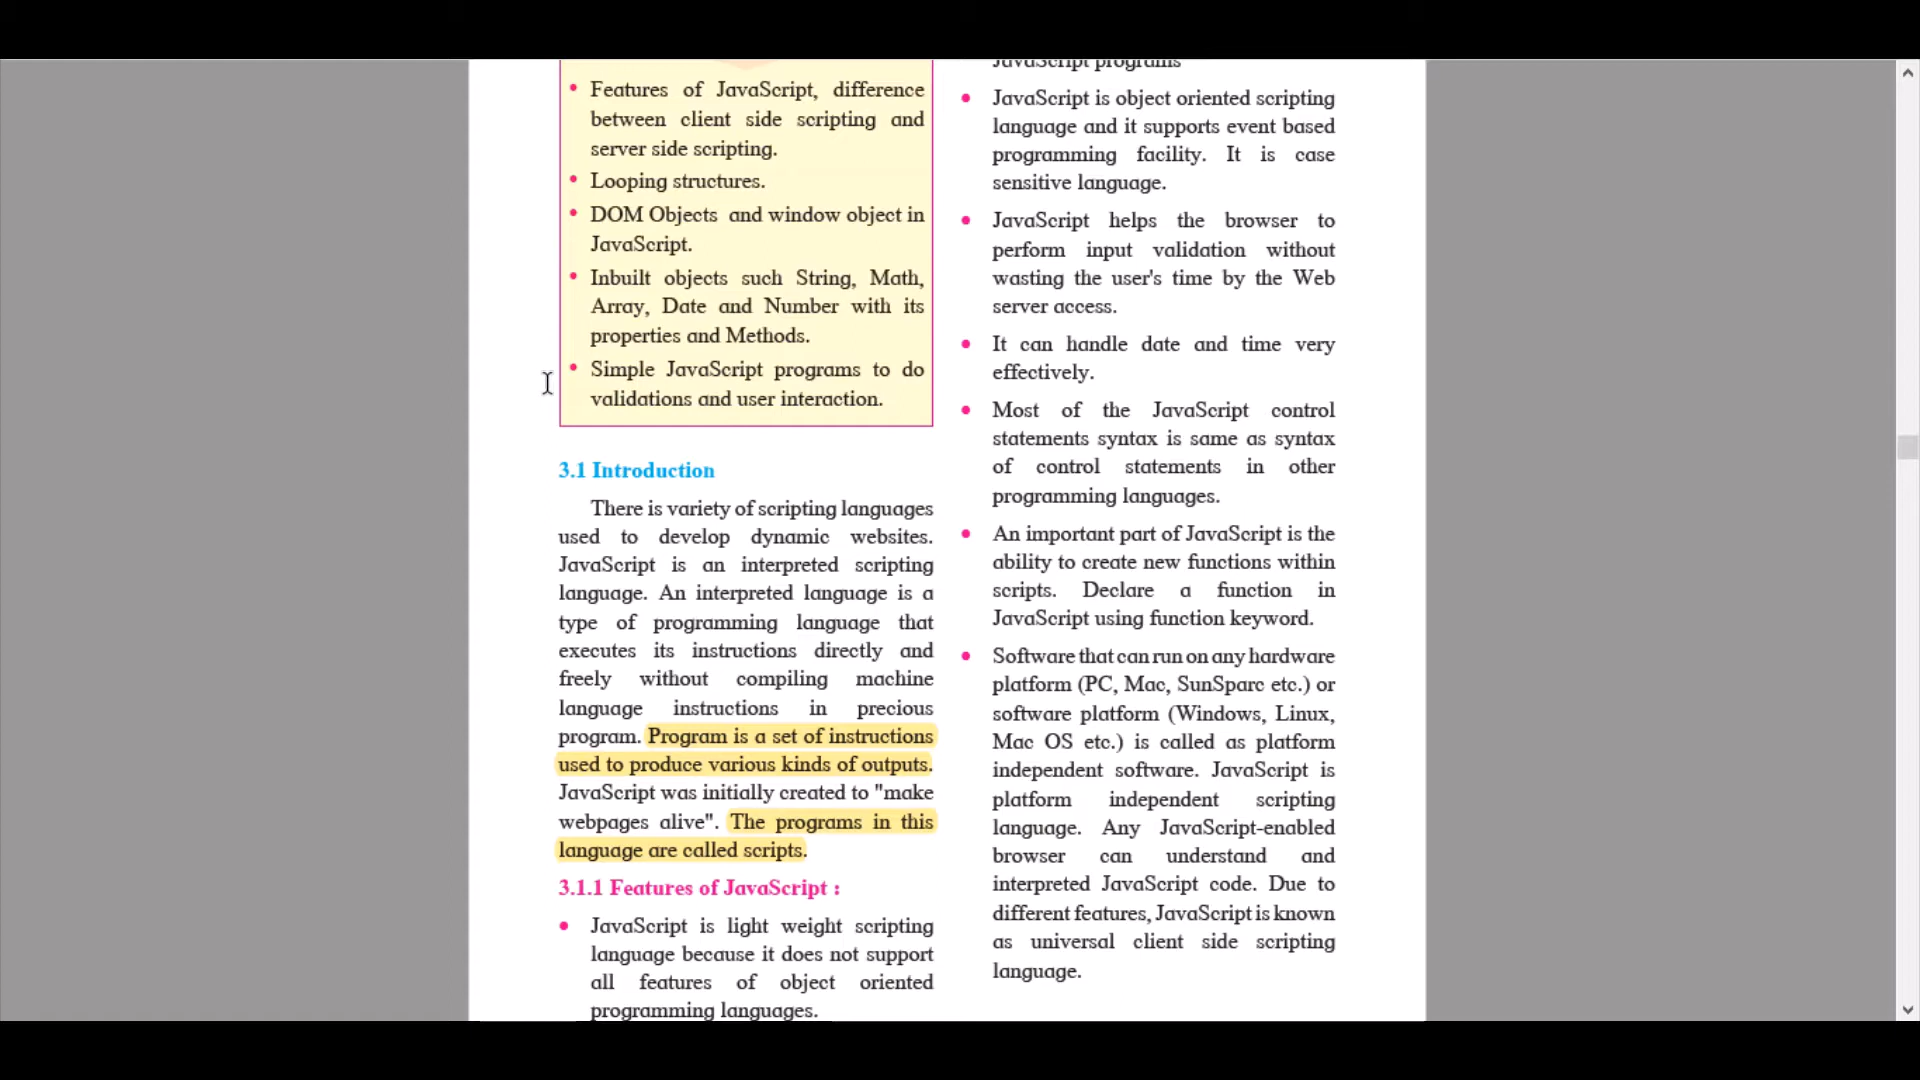 • Features of JavaScript, difference
between client side scripting and
server side scripting.
• Looping structures.
• DOM Objects and window object in
JavaScript.
• Inbuilt objects such String, Math,
Array, Date and Number with its
properties and Methods.
• Simple JavaScript programs to do
validations and user interaction.
3.1 Introduction
There is variety of scripting languages
used to develop dynamic websites.
JavaScript is an interpreted scripting
language. An interpreted language is a
type of programming language that
executes its instructions directly and
freely without compiling machine
language instructions in precious
program. Program is a set of instructions
used to produce various kinds of outputs.
JavaScript was initially created to "make
webpages alive". The programs in this
language are called scripts.
3.1.1 Features of JavaScript :
• JavaScript is light weight scripting
language because it does not support
all features of object oriented
programming languages.
JavaScript programs
• JavaScript is object oriented scripting
language and it supports event based
programming facility. It is case
sensitive language.
• JavaScript helps the browser to
perform input validation without
wasting the user's time by the Web
server access.
• It can handle date and time very
effectively.
• Most of the JavaScript control
statements syntax is same as syntax
of control statements in other
programming languages.
• An important part of JavaScript is the
ability to create new functions within
scripts. Declare a function in
JavaScript using function keyword.
• Software that can run on any hardware
platform (PC, Mac, SunSparc etc.) or
software platform (Windows, Linux,
Mac OS etc.) is called as platform
independent software. JavaScript is
platform independent scripting
language. Any JavaScript-enabled
browser can understand and
interpreted JavaScript code. Due to
different features, JavaScript is known
as universal client side scripting
language.